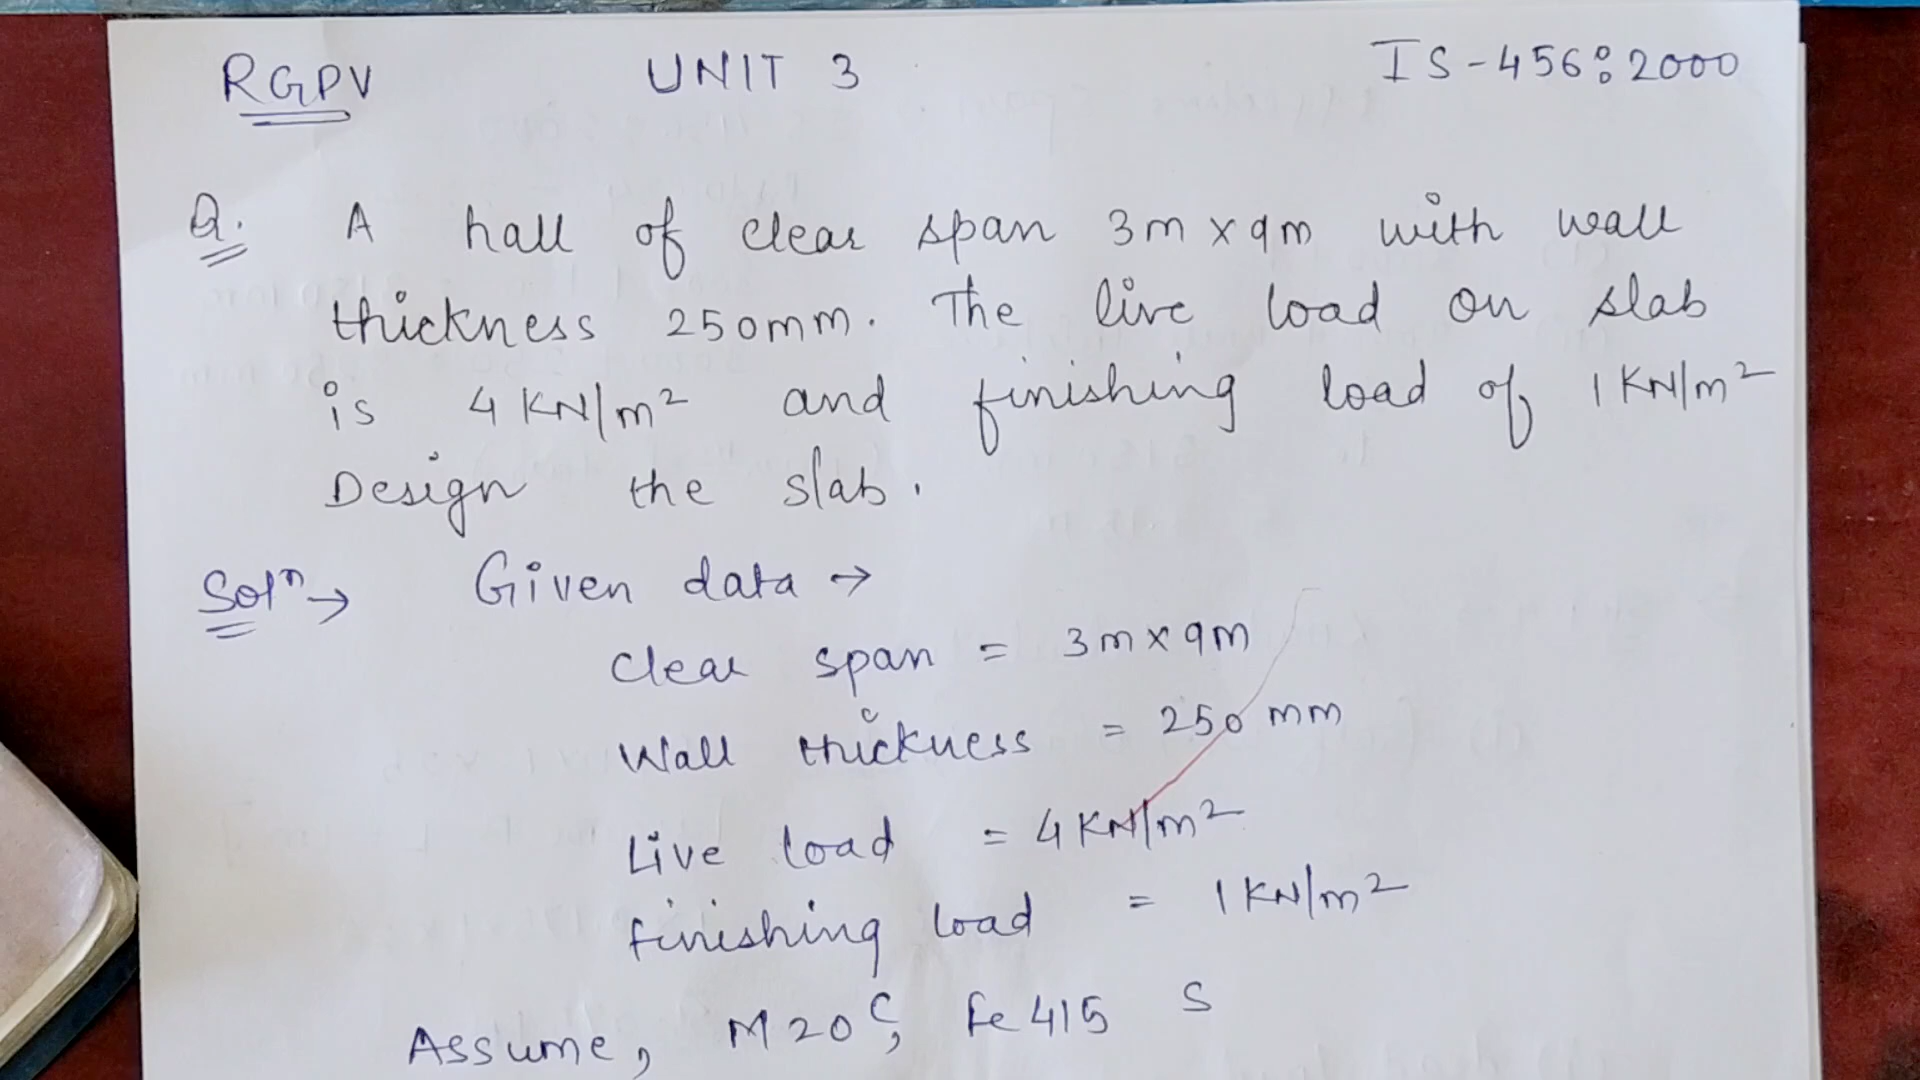 RGPV UNIT 3 IS-456:2000
Q. A hall of clear span 3m x 9m with wall
thickness 250mm. The live load on slab
is 4 KN/m² and finishing load of 1 KN/m²
Design the slab.
Solⁿ → Given data →
Clear span = 3m x 9m
Wall thickness = 250 mm
Live load = 4 KN/m²
finishing load = 1 KN/m²
Assume, M20 C, Fe 415 S